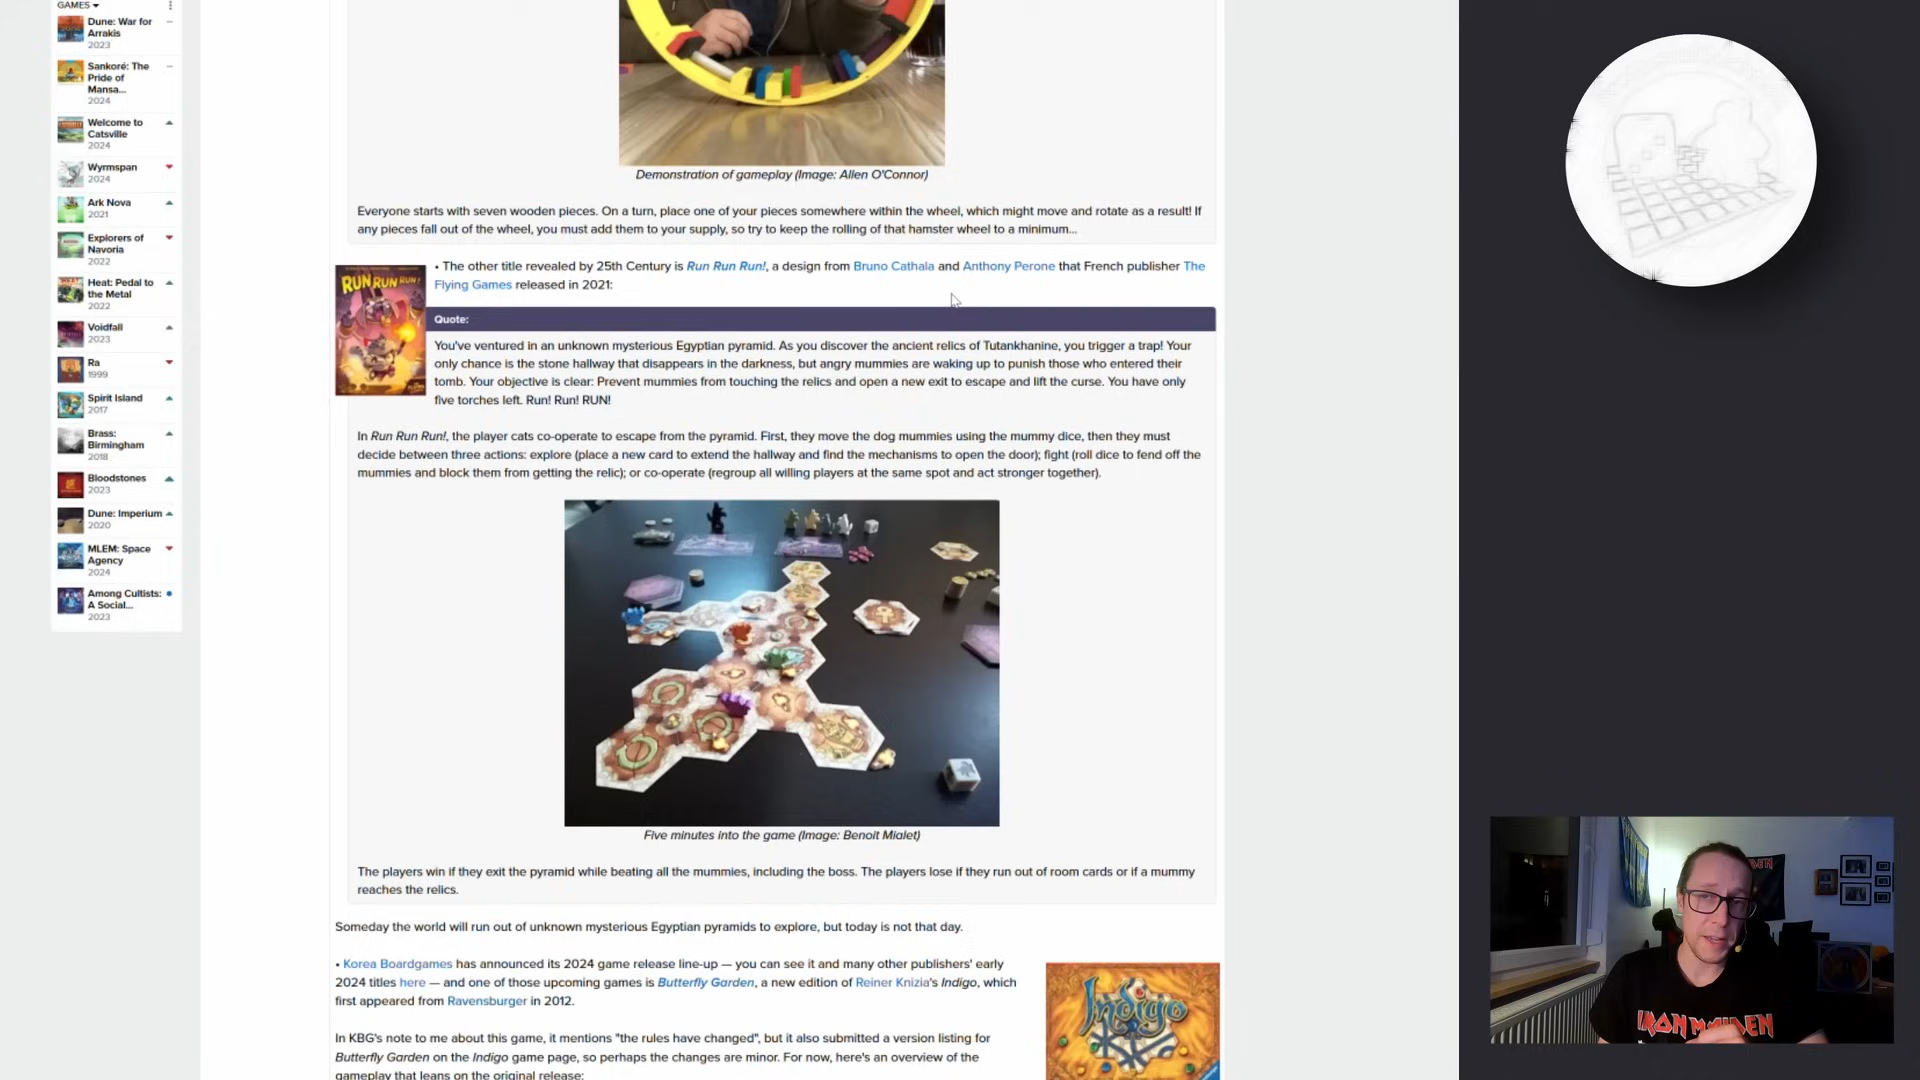 GAMES
Dune: War for
Arrakis
2023
Sankoré: The
Pride of
Mansa...
2024
Welcome to
Catsville
2024
Wyrmspan
2024
Ark Nova
2021
Explorers of
Navoria
2022
Heat: Pedal to
the Metal
2022
Voidfall
2023
Ra
1999
Spirit Island
2017
Brass:
Birmingham
2018
Bloodstones
2023
Dune: Imperium
2020
MLEM: Space
Agency
2024
Among Cultists:
A Social...
2023
Demonstration of gameplay (Image: Allen O'Connor)
Everyone starts with seven wooden pieces. On a turn, place one of your pieces somewhere within the wheel, which might move and rotate as a result! If
any pieces fall out of the wheel, you must add them to your supply, so try to keep the rolling of that hamster wheel to a minimum...
RUN RUN RUN!
• The other title revealed by 25th Century is Run Run Run!, a design from Bruno Cathala and Anthony Perone that French publisher The
Flying Games released in 2021:
Quote:
You've ventured in an unknown mysterious Egyptian pyramid. As you discover the ancient relics of Tutankhanine, you trigger a trap! Your
only chance is the stone hallway that disappears in the darkness, but angry mummies are waking up to punish those who entered their
tomb. Your objective is clear: Prevent mummies from touching the relics and open a new exit to escape and lift the curse. You have only
five torches left. Run! Run! RUN!
In Run Run Run!, the player cats co-operate to escape from the pyramid. First, they move the dog mummies using the mummy dice, then they must
decide between three actions: explore (place a new card to extend the hallway and find the mechanisms to open the door); fight (roll dice to fend off the
mummies and block them from getting the relic); or co-operate (regroup all willing players at the same spot and act stronger together).
Five minutes into the game (Image: Benoit Mialet)
The players win if they exit the pyramid while beating all the mummies, including the boss. The players lose if they run out of room cards or if a mummy
reaches the relics.
Someday the world will run out of unknown mysterious Egyptian pyramids to explore, but today is not that day.
• Korea Boardgames has announced its 2024 game release line-up — you can see it and many other publishers' early
2024 titles here — and one of those upcoming games is Butterfly Garden, a new edition of Reiner Knizia's Indigo, which
first appeared from Ravensburger in 2012.
In KBG's note to me about this game, it mentions "the rules have changed", but it also submitted a version listing for
Butterfly Garden on the Indigo game page, so perhaps the changes are minor. For now, here's an overview of the
gameplay that leans on the original release:
Indigo
IRON MAIDEN